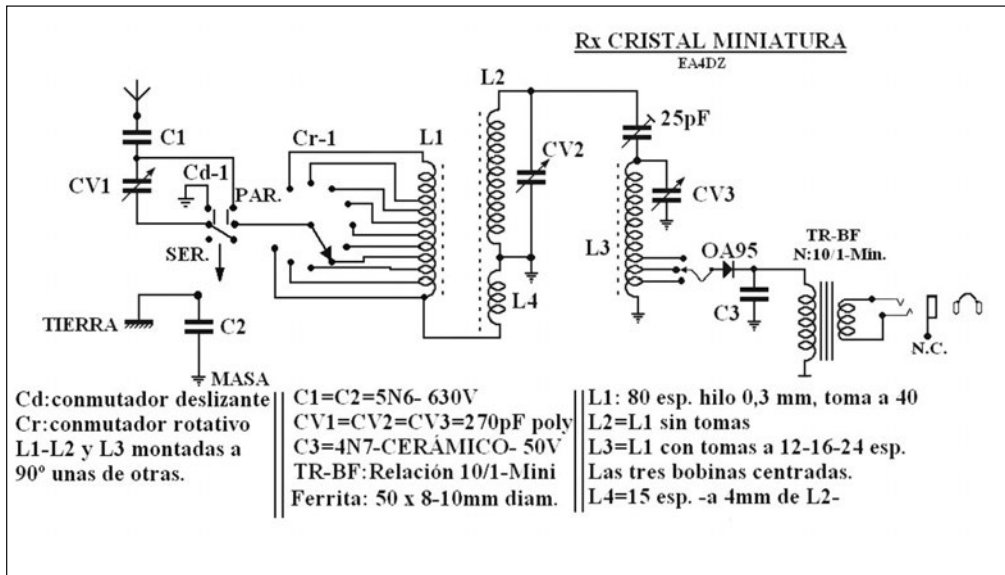 Rx CRISTAL MINIATURA
EA4DZ
L2
C1
Cr-1
L1
25pF
CV1
Cd-1
PAR.
CV2
CV3
SER.
L3
OA95
TR-BF
N:10/1-Min.
L4
TIERRA
C2
C3
N.C.
MASA
Cd:conmutador deslizante
Cr:conmutador rotativo
L1-L2 y L3 montadas a
90º unas de otras.
C1=C2=5N6- 630V
CV1=CV2=CV3=270pF poly
C3=4N7-CERÁMICO- 50V
TR-BF:Relación 10/1-Mini
Ferrita: 50 x 8-10mm diam.
L1: 80 esp. hilo 0,3 mm, toma a 40
L2=L1 sin tomas
L3=L1 con tomas a 12-16-24 esp.
Las tres bobinas centradas.
L4=15 esp. -a 4mm de L2-